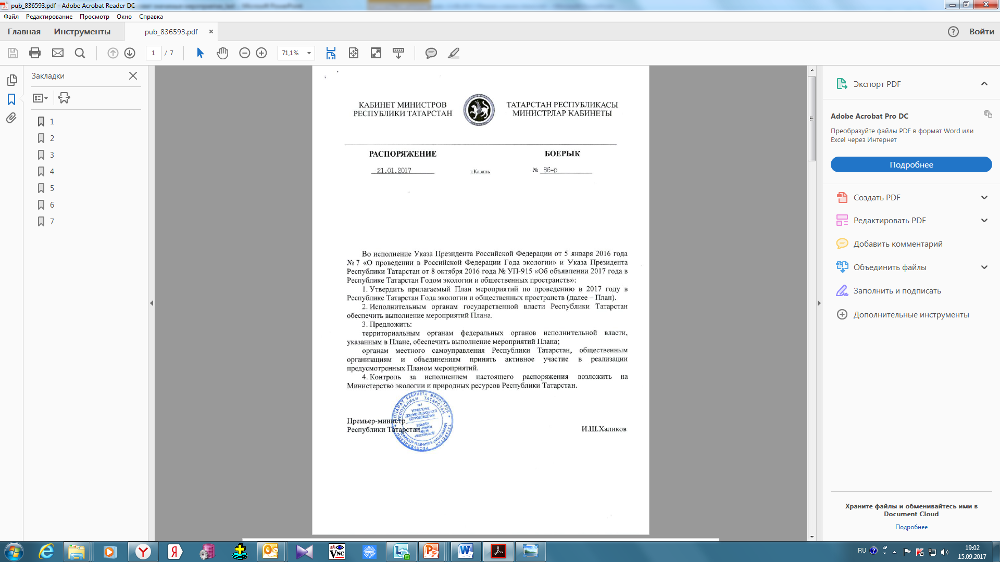 pub_836593.pdf - Adobe Acrobat Reader DC
Файл Редактирование Просмотр Окно Справка
Главная Инструменты pub_836593.pdf × ? Войти
1 / 7 71,1%
Закладки
1
2
3
4
5
6
7
КАБИНЕТ МИНИСТРОВ
РЕСПУБЛИКИ ТАТАРСТАН
ТАТАРСТАН РЕСПУБЛИКАСЫ
МИНИСТРЛАР КАБИНЕТЫ
РАСПОРЯЖЕНИЕ БОЕРЫК
21.01.2017 г.Казань № 86-р
Во исполнение Указа Президента Российской Федерации от 5 января 2016 года
№ 7 «О проведении в Российской Федерации Года экологии» и Указа Президента
Республики Татарстан от 8 октября 2016 года № УП-915 «Об объявлении 2017 года в
Республике Татарстан Годом экологии и общественных пространств»:
1. Утвердить прилагаемый План мероприятий по проведению в 2017 году в
Республике Татарстан Года экологии и общественных пространств (далее – План).
2. Исполнительным органам государственной власти Республики Татарстан
обеспечить выполнение мероприятий Плана.
3. Предложить:
территориальным органам федеральных органов исполнительной власти,
указанным в Плане, обеспечить выполнение мероприятий Плана;
органам местного самоуправления Республики Татарстан, общественным
организациям и объединениям принять активное участие в реализации
предусмотренных Планом мероприятий.
4. Контроль за исполнением настоящего распоряжения возложить на
Министерство экологии и природных ресурсов Республики Татарстан.
Премьер-министр
Республики Татарстан И.Ш.Халиков
АППАРАТ КАБИНЕТА МИНИСТРОВ
РЕСПУБЛИКИ ТАТАРСТАН
№1
УПРАВЛЕНИЕ
ДОКУМЕНТАЦИОННОГО
СОПРОВОЖДЕНИЯ
Экспорт PDF
Adobe Acrobat Pro DC
Преобразуйте файлы PDF в формат Word или
Excel через Интернет
Подробнее
Создать PDF
Редактировать PDF
Добавить комментарий
Объединить файлы
Заполнить и подписать
Дополнительные инструменты
Храните файлы и обменивайтесь ими в
Document Cloud
Подробнее
RU
19:02
15.09.2017